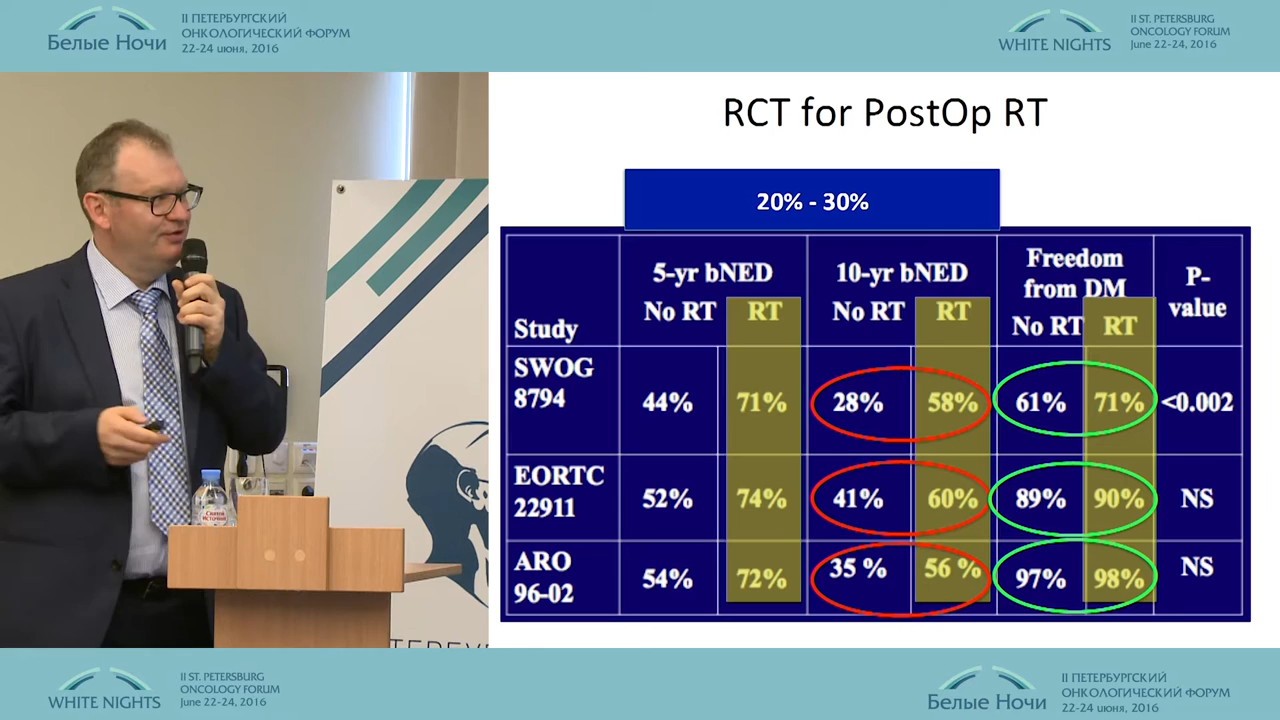 II ПЕТЕРБУРГСКИЙ
ОНКОЛОГИЧЕСКИЙ ФОРУМ
Белые Ночи
22-24 июня, 2016
II ST. PETERSBURG
ONCOLOGY FORUM
WHITE NIGHTS
June 22-24, 2016
RCT for PostOp RT
20% - 30%
Study
5-yr bNED
No RT RT
10-yr bNED
No RT RT
Freedom
from DM
No RT RT
P-
value
SWOG
8794
44% 71% 28% 58% 61% 71% <0.002
EORTC
22911
52% 74% 41% 60% 89% 90% NS
ARO
96-02
54% 72% 35 % 56 % 97% 98% NS
Святой
Источник
II ST. PETERSBURG
ONCOLOGY FORUM
WHITE NIGHTS
June 22-24, 2016
II ПЕТЕРБУРГСКИЙ
ОНКОЛОГИЧЕСКИЙ ФОРУМ
Белые Ночи
22-24 июня, 2016